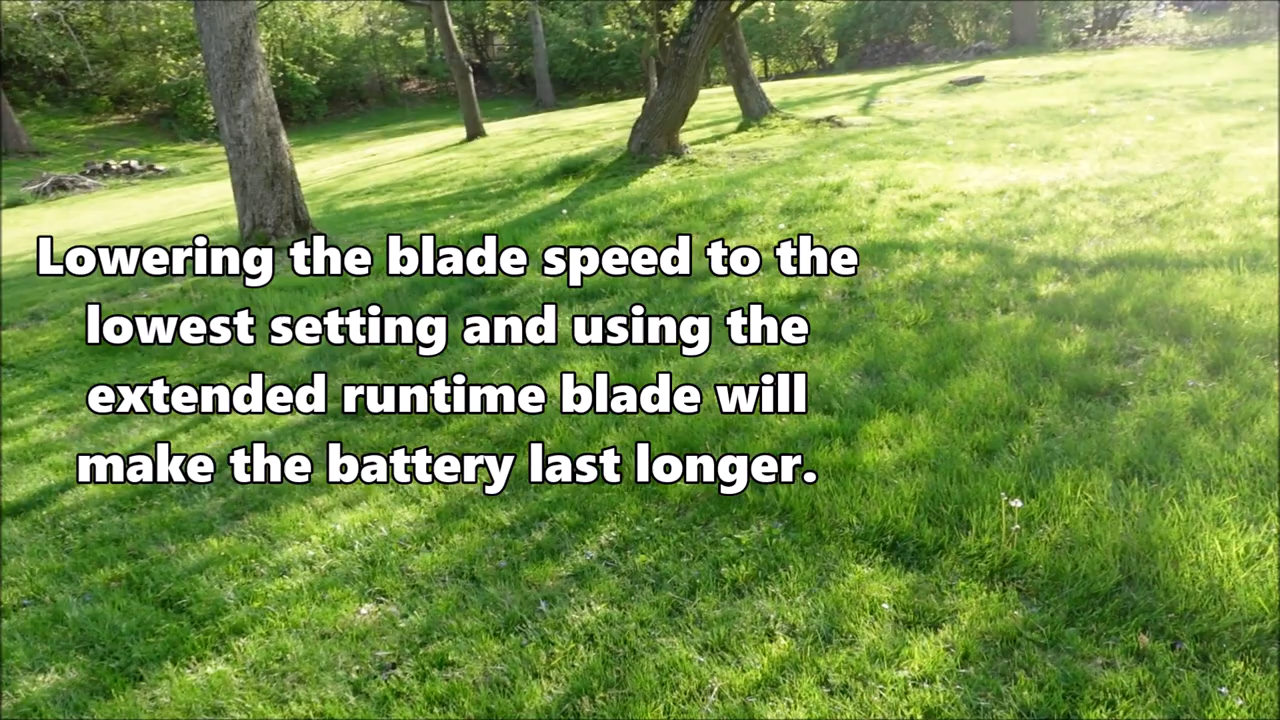 Lowering the blade speed to the
lowest setting and using the
extended runtime blade will
make the battery last longer.